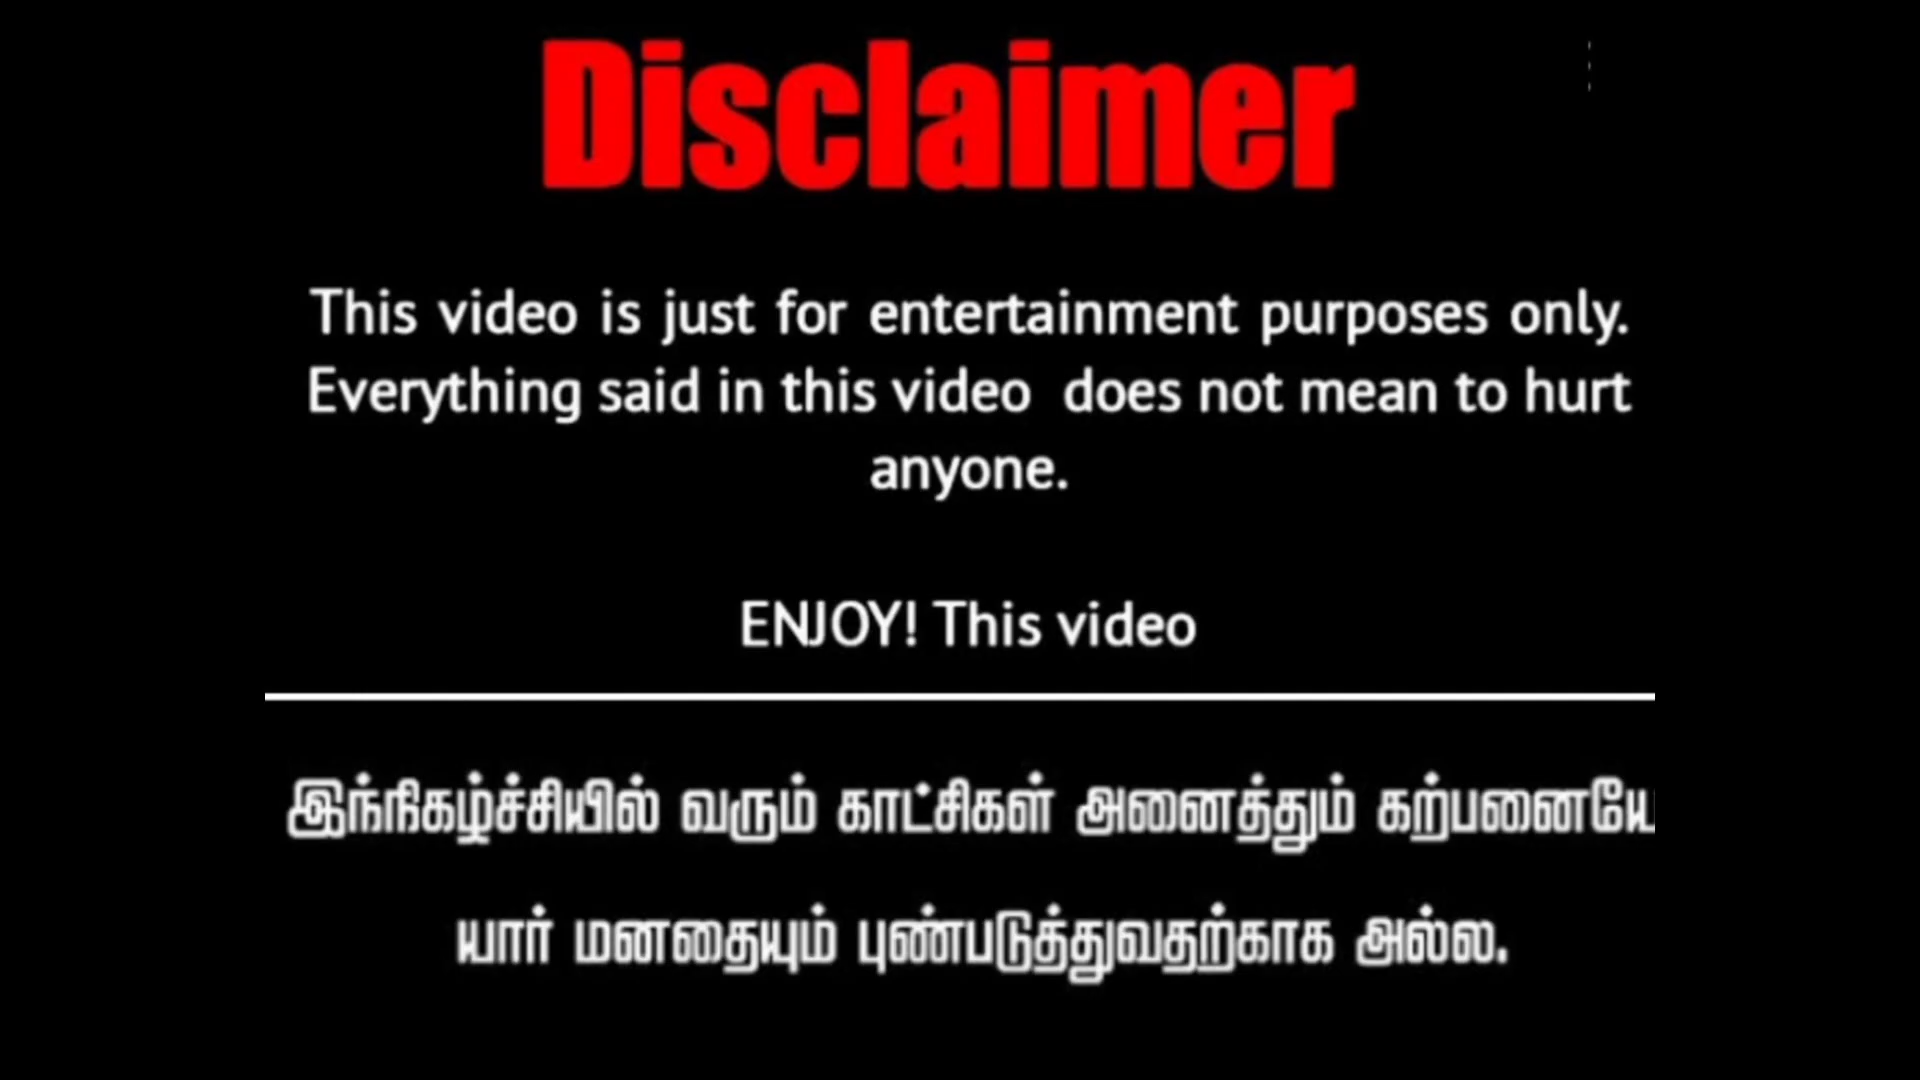 Disclaimer
This video is just for entertainment purposes only.
Everything said in this video does not mean to hurt
anyone.
ENJOY! This video
இந்நிகழ்ச்சியில் வரும் காட்சிகள் அனைத்தும் கற்பனையே
யார் மனதையும் புண்படுத்துவதற்காக அல்ல.